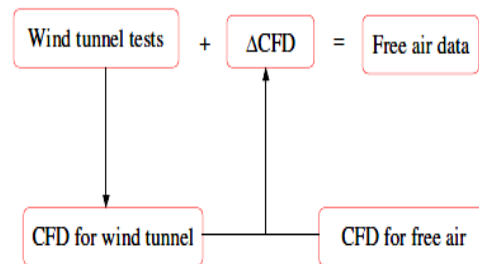 Wind tunnel tests + ΔCFD = Free air data
CFD for wind tunnel CFD for free air